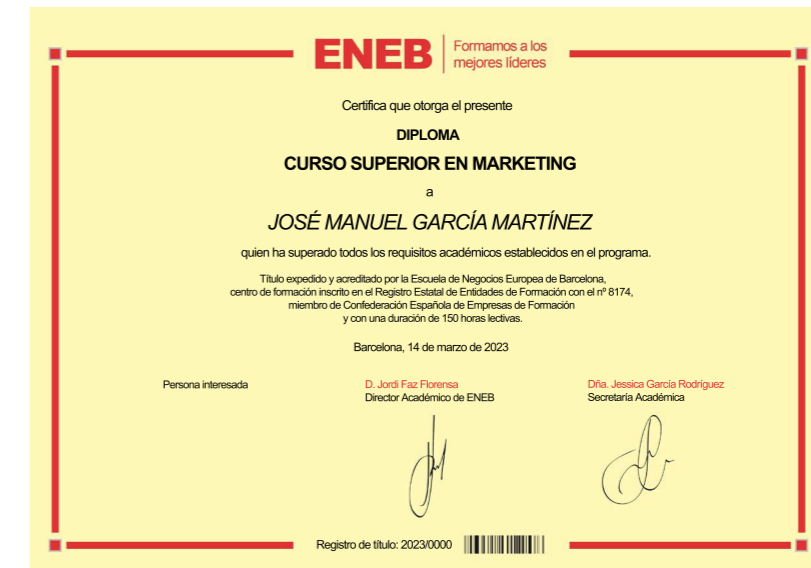 ENEB
Formamos a los
mejores líderes
Certifica que otorga el presente
DIPLOMA
CURSO SUPERIOR EN MARKETING
a
JOSÉ MANUEL GARCÍA MARTÍNEZ
quien ha superado todos los requisitos académicos establecidos en el programa.
Título expedido y acreditado por la Escuela de Negocios Europea de Barcelona,
centro de formación inscrito en el Registro Estatal de Entidades de Formación con el nº 8174,
miembro de Confederación Española de Empresas de Formación
y con una duración de 150 horas lectivas.
Barcelona, 14 de marzo de 2023
Persona interesada
D. Jordi Faz Florensa
Director Académico de ENEB
Dña. Jessica García Rodríguez
Secretaría Académica
Registro de título: 2023/0000